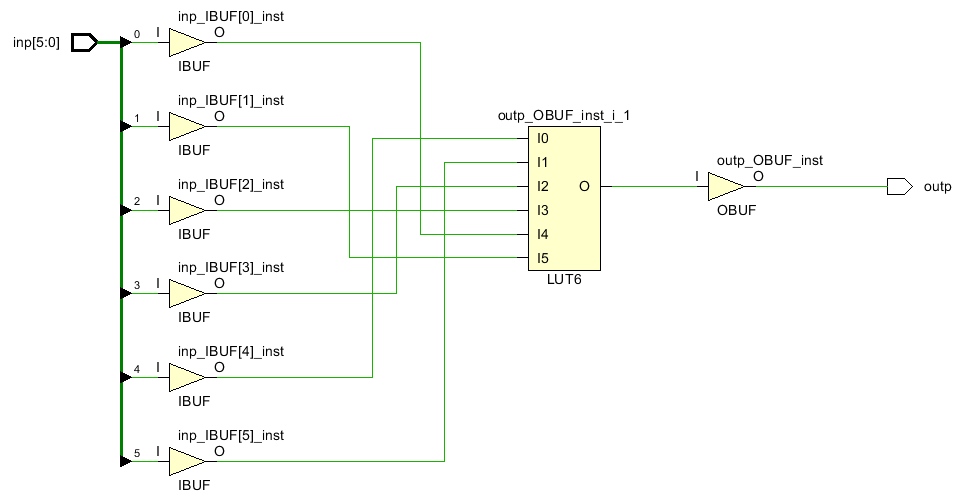 inp[5:0]
inp_IBUF[0]_inst
0
I
O
IBUF
inp_IBUF[1]_inst
1
I
O
IBUF
inp_IBUF[2]_inst
2
I
O
IBUF
inp_IBUF[3]_inst
3
I
O
IBUF
inp_IBUF[4]_inst
4
I
O
IBUF
inp_IBUF[5]_inst
5
I
O
IBUF
outp_OBUF_inst_i_1
I0
I1
I2
I3
I4
I5
O
LUT6
outp_OBUF_inst
I
O
OBUF
outp